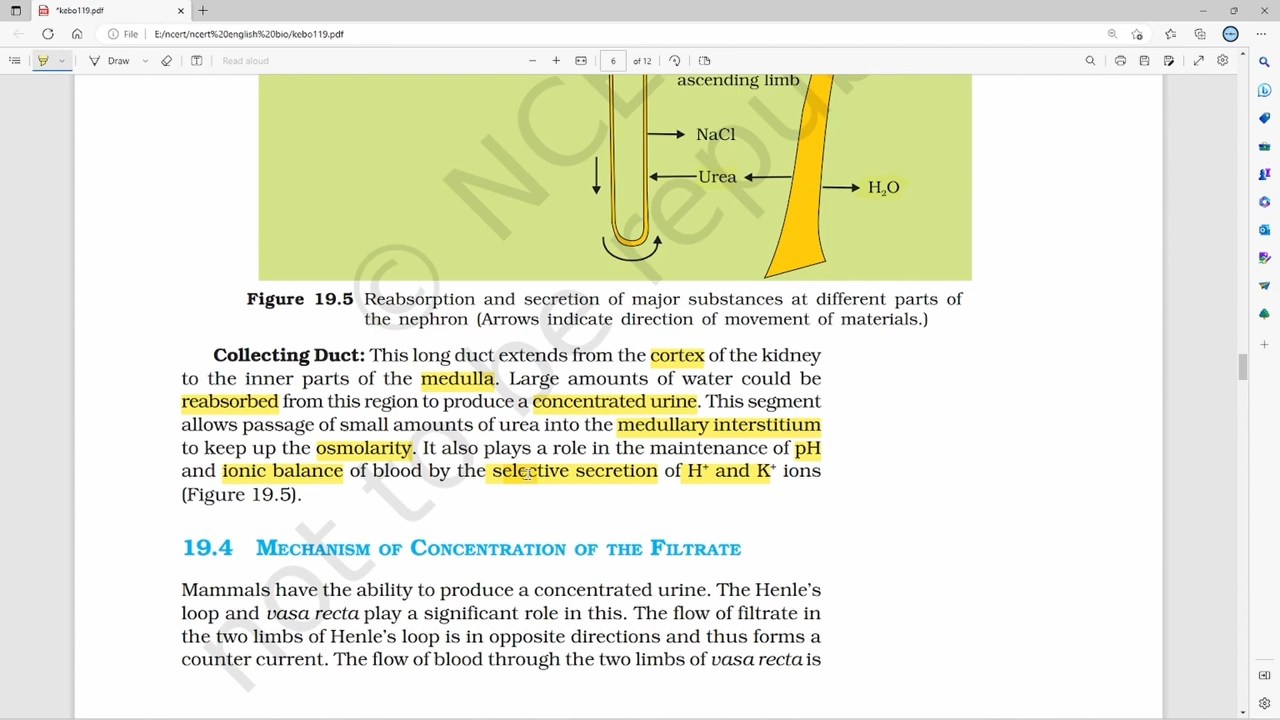 *kebo119.pdf
File E:/ncert/ncert%20english%20bio/kebo119.pdf
Draw Read aloud 6 of 12
ascending limb
NaCl
Urea
H₂O
Figure 19.5 Reabsorption and secretion of major substances at different parts of
the nephron (Arrows indicate direction of movement of materials.)
Collecting Duct: This long duct extends from the cortex of the kidney
to the inner parts of the medulla. Large amounts of water could be
reabsorbed from this region to produce a concentrated urine. This segment
allows passage of small amounts of urea into the medullary interstitium
to keep up the osmolarity. It also plays a role in the maintenance of pH
and ionic balance of blood by the selective secretion of H⁺ and K⁺ ions
(Figure 19.5).
19.4 MECHANISM OF CONCENTRATION OF THE FILTRATE
Mammals have the ability to produce a concentrated urine. The Henle's
loop and vasa recta play a significant role in this. The flow of filtrate in
the two limbs of Henle's loop is in opposite directions and thus forms a
counter current. The flow of blood through the two limbs of vasa recta is
© NCE
not to be repub